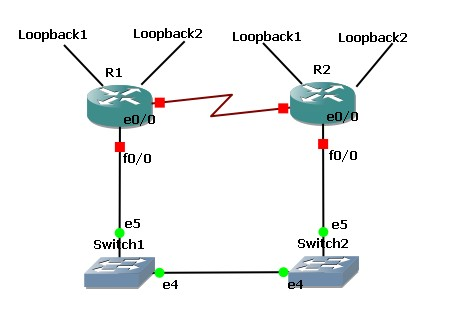 Loopback1
Loopback2
Loopback1
Loopback2
R1
R2
e0/0
e0/0
f0/0
f0/0
e5
e5
Switch1
Switch2
e4
e4